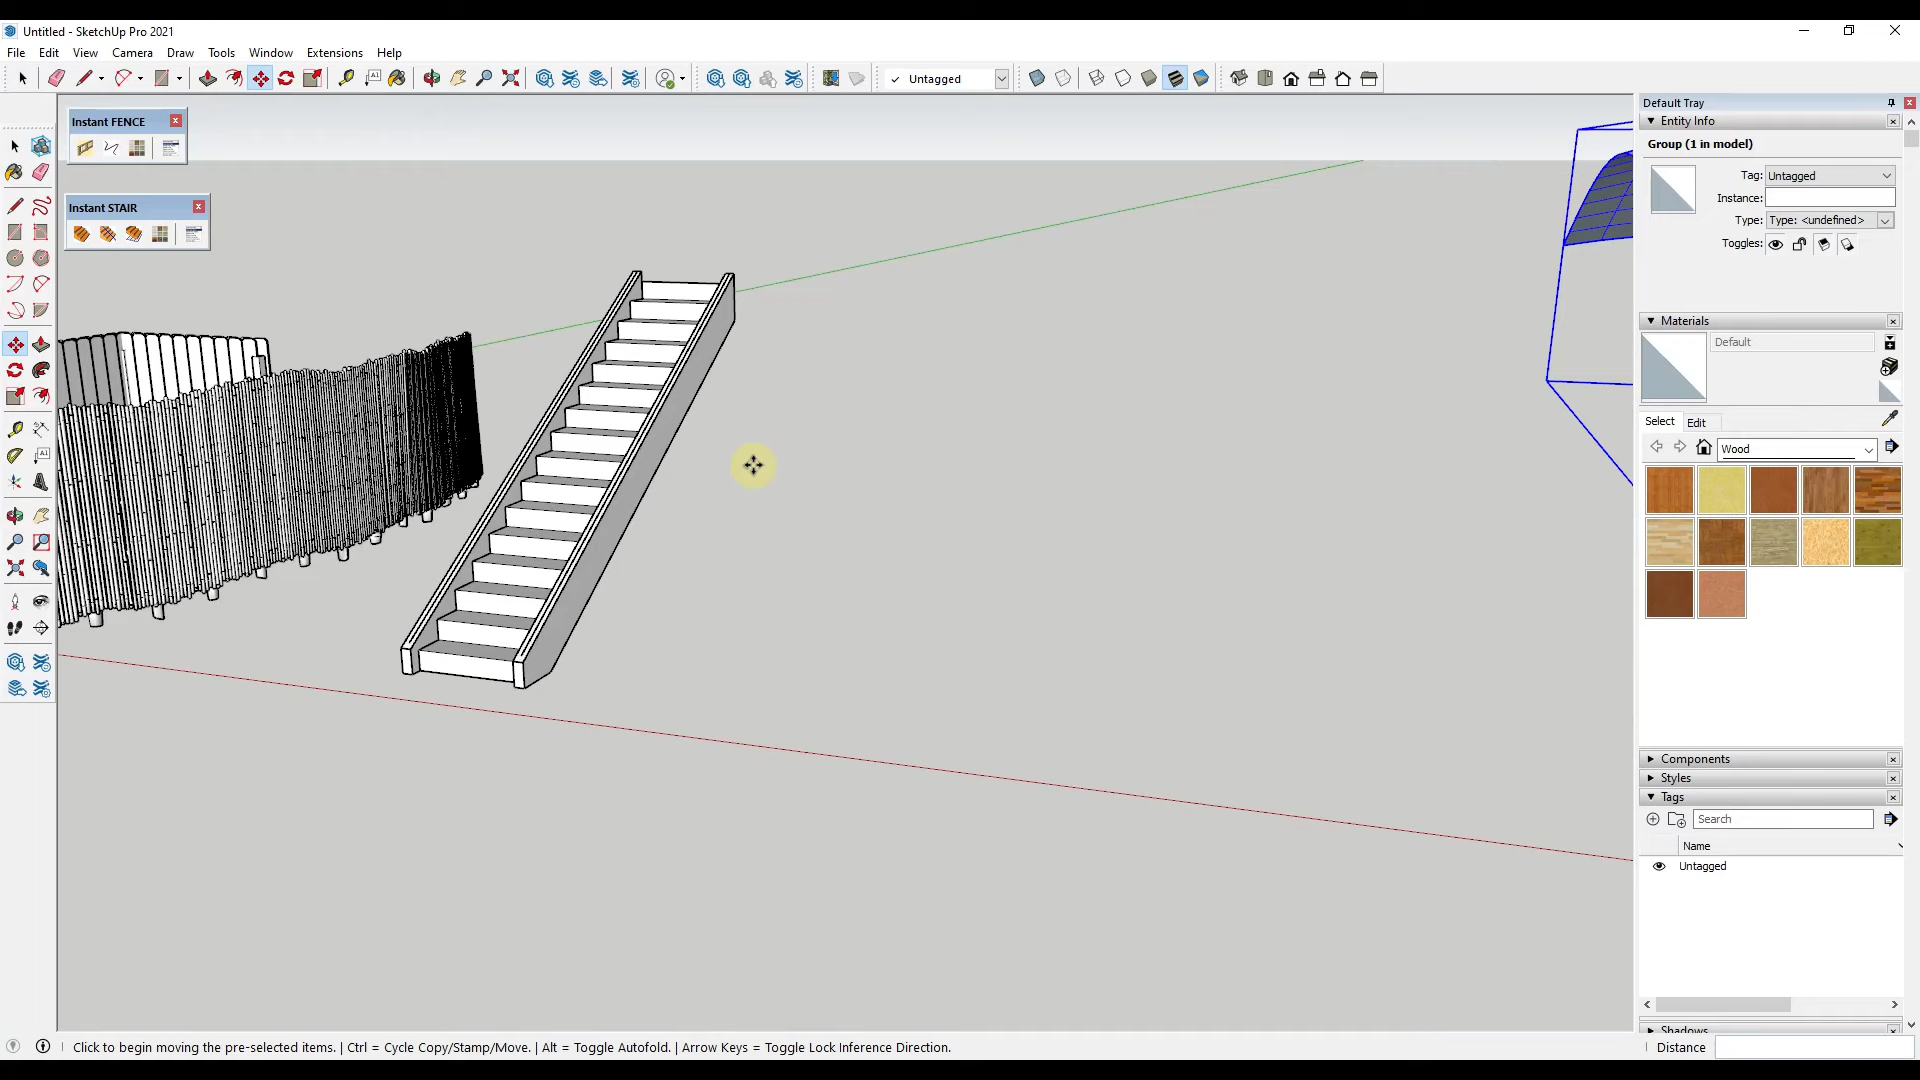 Untitled - SketchUp Pro 2021
File Edit View Camera Draw Tools Window Extensions Help
Untagged
Instant FENCE
Instant STAIR
Default Tray
Entity Info
Group (1 in model)
Tag: Untagged
Instance:
Type: Type: <undefined>
Toggles:
Materials
Default
Select Edit
Wood
Components
Styles
Tags
Search
Name
Untagged
Shadows
Click to begin moving the pre-selected items. | Ctrl = Cycle Copy/Stamp/Move. | Alt = Toggle Autofold. | Arrow Keys = Toggle Lock Inference Direction.
Distance